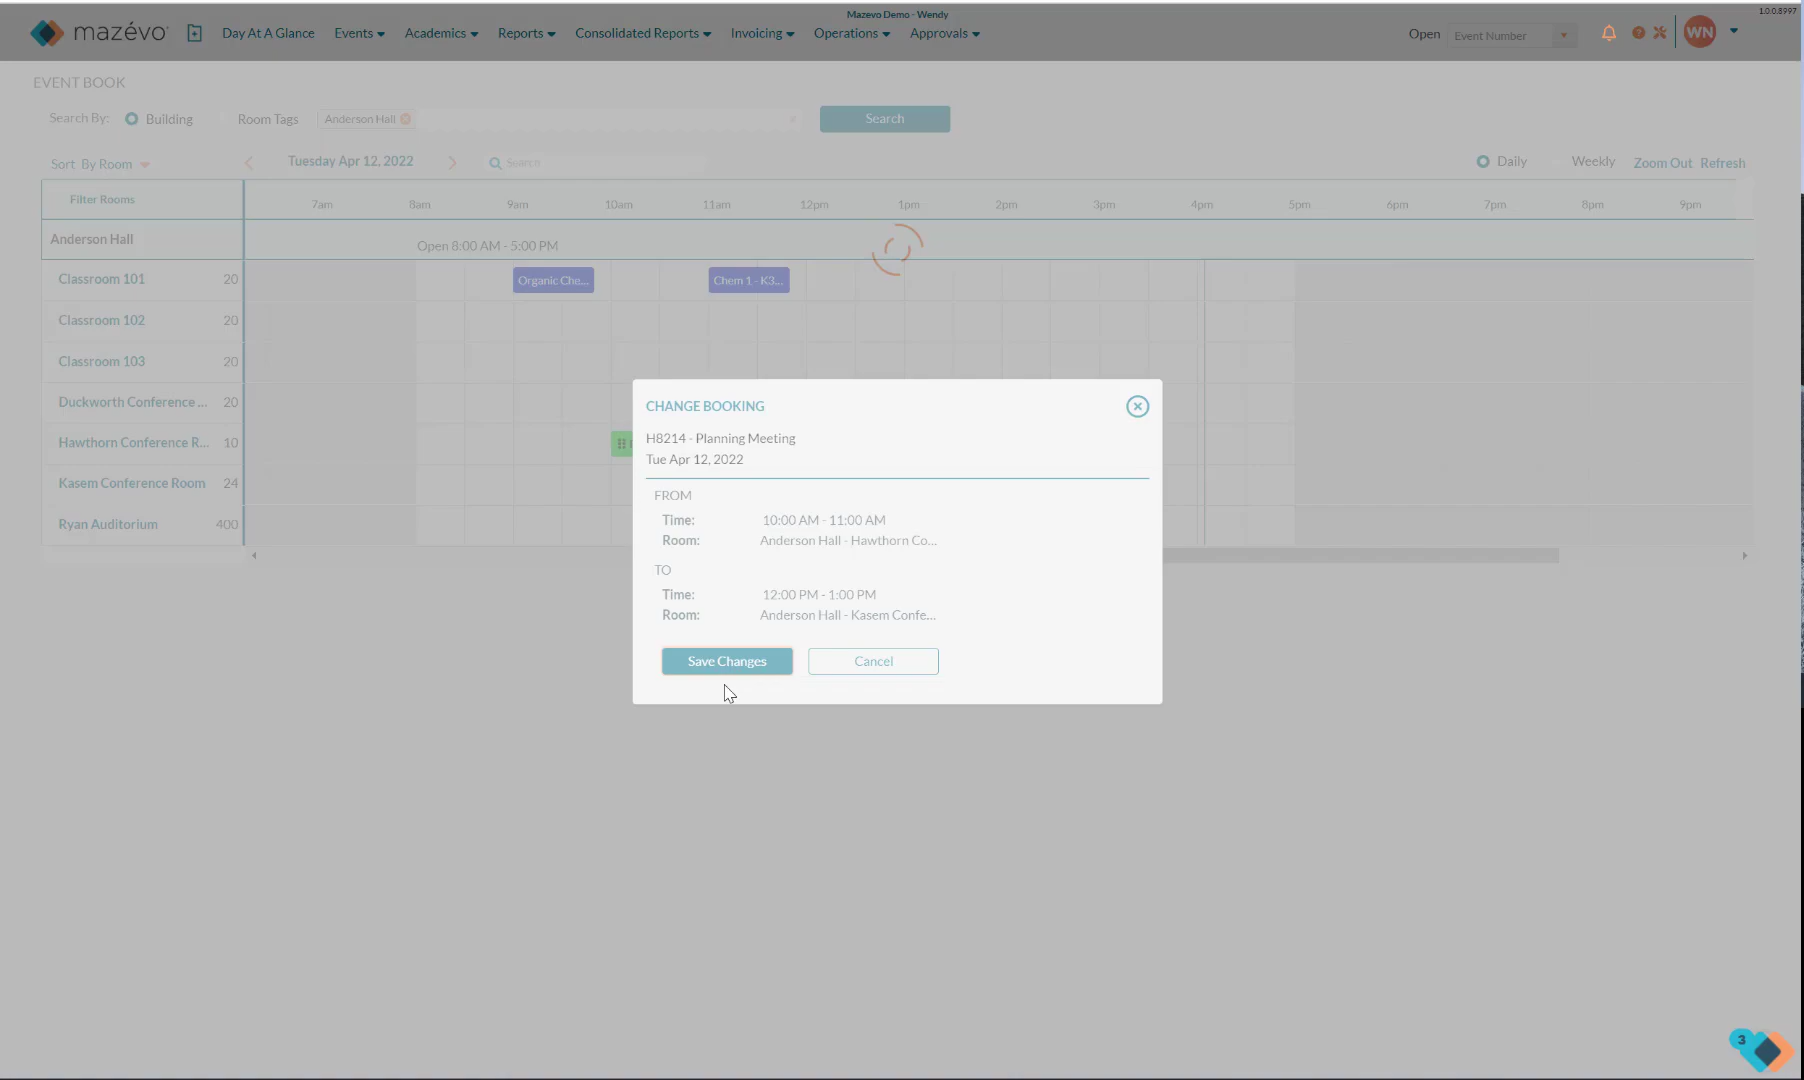 Mazevo Demo - Wendy
1.0.0.8997
mazévo
Day At A Glance
Events
Academics
Reports
Consolidated Reports
Invoicing
Operations
Approvals
Open
Event Number
WN
EVENT BOOK
Search By:
Building
Room Tags
Anderson Hall
Search
Sort By Room
Tuesday Apr 12, 2022
Search
Daily
Weekly
Zoom Out
Refresh
Filter Rooms
7am 8am 9am 10am 11am 12pm 1pm 2pm 3pm 4pm 5pm 6pm 7pm 8pm 9pm
Anderson Hall
Open 8:00 AM - 5:00 PM
Classroom 101 20
Organic Che...
Chem 1 - K3...
Classroom 102 20
Classroom 103 20
Duckworth Conference ... 20
Hawthorn Conference R... 10
Kasem Conference Room 24
Ryan Auditorium 400
CHANGE BOOKING
H8214 - Planning Meeting
Tue Apr 12, 2022
FROM
Time: 10:00 AM - 11:00 AM
Room: Anderson Hall - Hawthorn Co...
TO
Time: 12:00 PM - 1:00 PM
Room: Anderson Hall - Kasem Confe...
Save Changes
Cancel
3